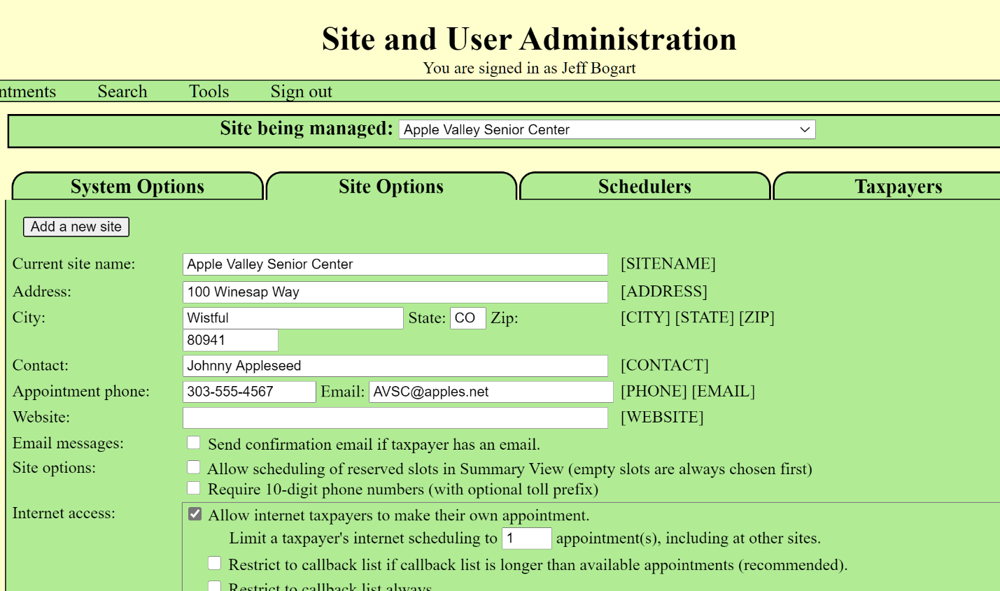 Site and User Administration
You are signed in as Jeff Bogart
ntments Search Tools Sign out
Site being managed: Apple Valley Senior Center
System Options Site Options Schedulers Taxpayers
Add a new site
Current site name: Apple Valley Senior Center [SITENAME]
Address: 100 Winesap Way [ADDRESS]
City: Wistful State: CO Zip: [CITY] [STATE] [ZIP]
80941
Contact: Johnny Appleseed [CONTACT]
Appointment phone: 303-555-4567 Email: AVSC@apples.net [PHONE] [EMAIL]
Website: [WEBSITE]
Email messages: Send confirmation email if taxpayer has an email.
Site options: Allow scheduling of reserved slots in Summary View (empty slots are always chosen first)
Require 10-digit phone numbers (with optional toll prefix)
Internet access: Allow internet taxpayers to make their own appointment.
Limit a taxpayer's internet scheduling to 1 appointment(s), including at other sites.
Restrict to callback list if callback list is longer than available appointments (recommended).
Restrict to callback list always.